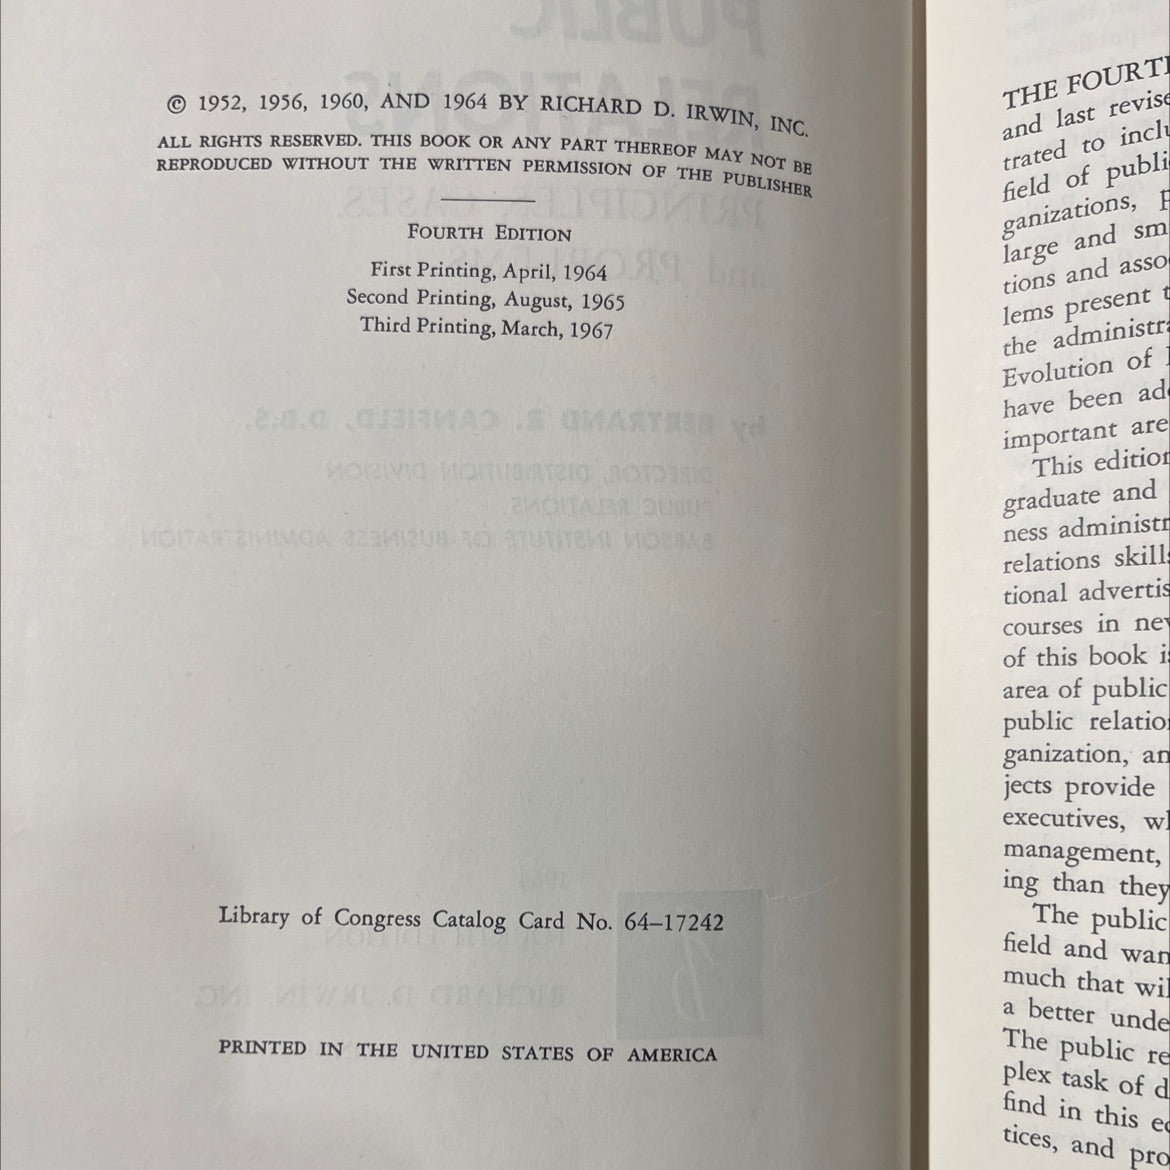 © 1952, 1956, 1960, AND 1964 BY RICHARD D. IRWIN, INC.
ALL RIGHTS RESERVED. THIS BOOK OR ANY PART THEREOF MAY NOT BE
REPRODUCED WITHOUT THE WRITTEN PERMISSION OF THE PUBLISHER
FOURTH EDITION
First Printing, April, 1964
Second Printing, August, 1965
Third Printing, March, 1967
Library of Congress Catalog Card No. 64–17242
PRINTED IN THE UNITED STATES OF AMERICA
THE FOURT
and last revise
trated to inclu
field of publi
ganizations,
large and sm
tions and asso
lems present t
the administra
Evolution of
have been ad
important are
This edition
graduate and
ness administr
relations skill
tional advertis
courses in ne
of this book i
area of public
public relatio
ganization, an
jects provide
executives, w
management,
ing than they
The public
field and wan
much that wil
a better unde
The public re
plex task of d
find in this e
tices, and pro